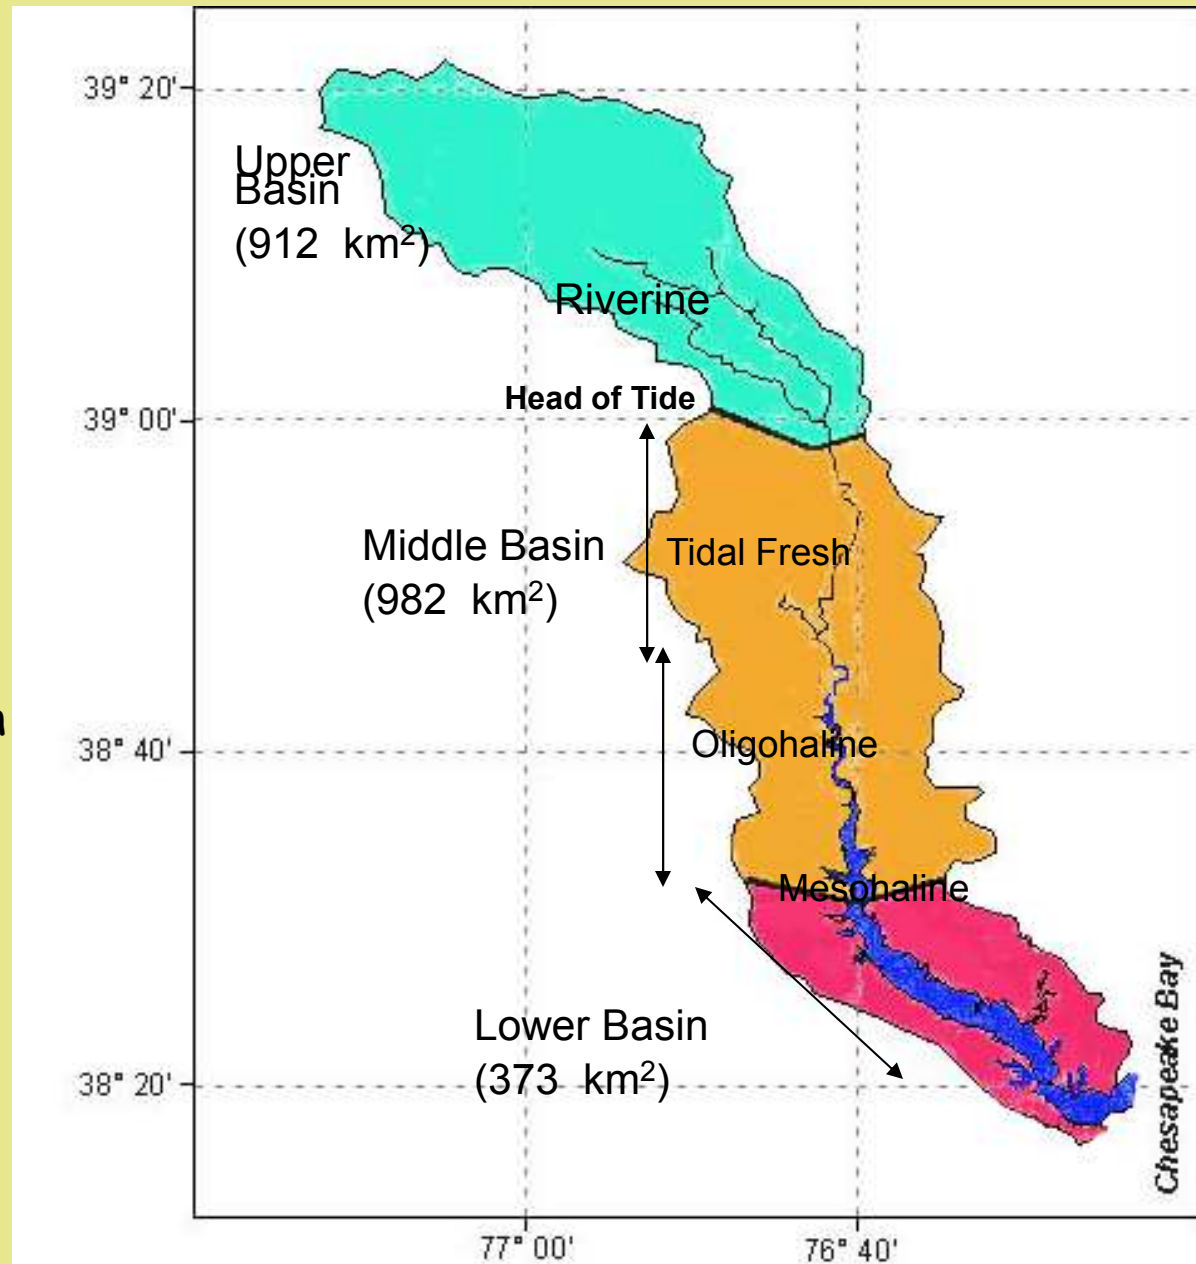 39° 20'
Upper
Basin
(912 km²)
Riverine
Head of Tide
39° 00'
Middle Basin
(982 km²)
Tidal Fresh
38° 40'
Oligohaline
Mesohaline
Lower Basin
(373 km²)
38° 20'
Chesapeake Bay
77° 00'
76° 40'